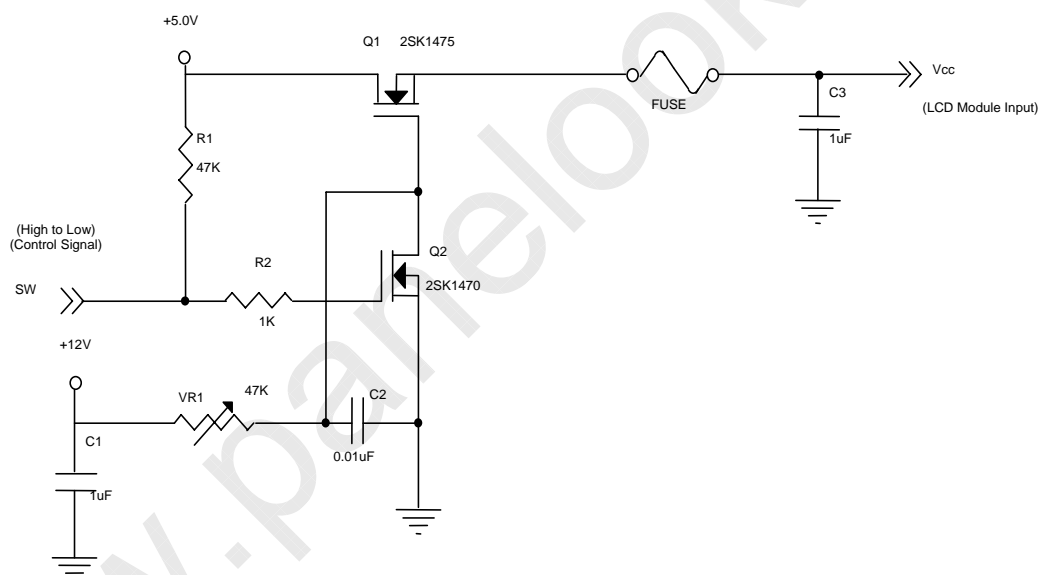 +5.0V
Q1 2SK1475
Vcc
FUSE
C3
(LCD Module Input)
R1
47K
1uF
(High to Low)
(Control Signal)
Q2
R2
SW
2SK1470
1K
+12V
VR1
47K
C2
C1
0.01uF
1uF
w.panelook